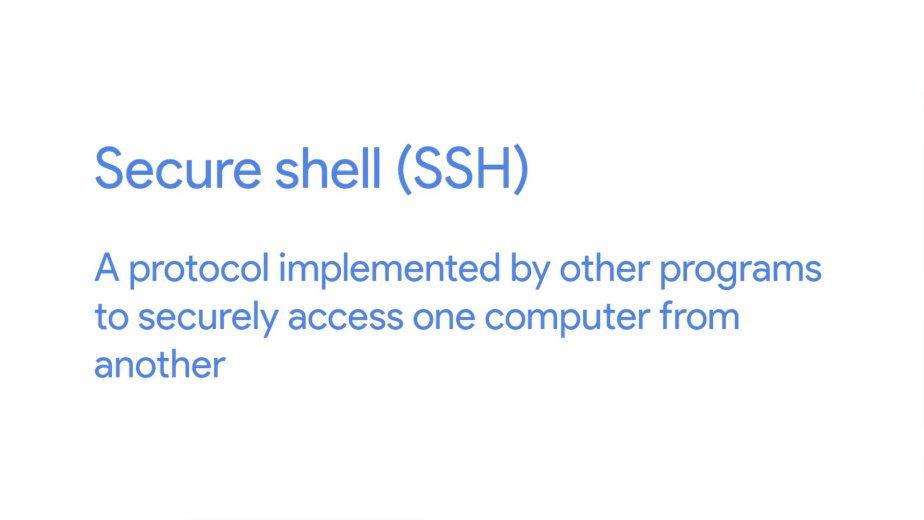 Secure shell (SSH)
A protocol implemented by other programs
to securely access one computer from
another